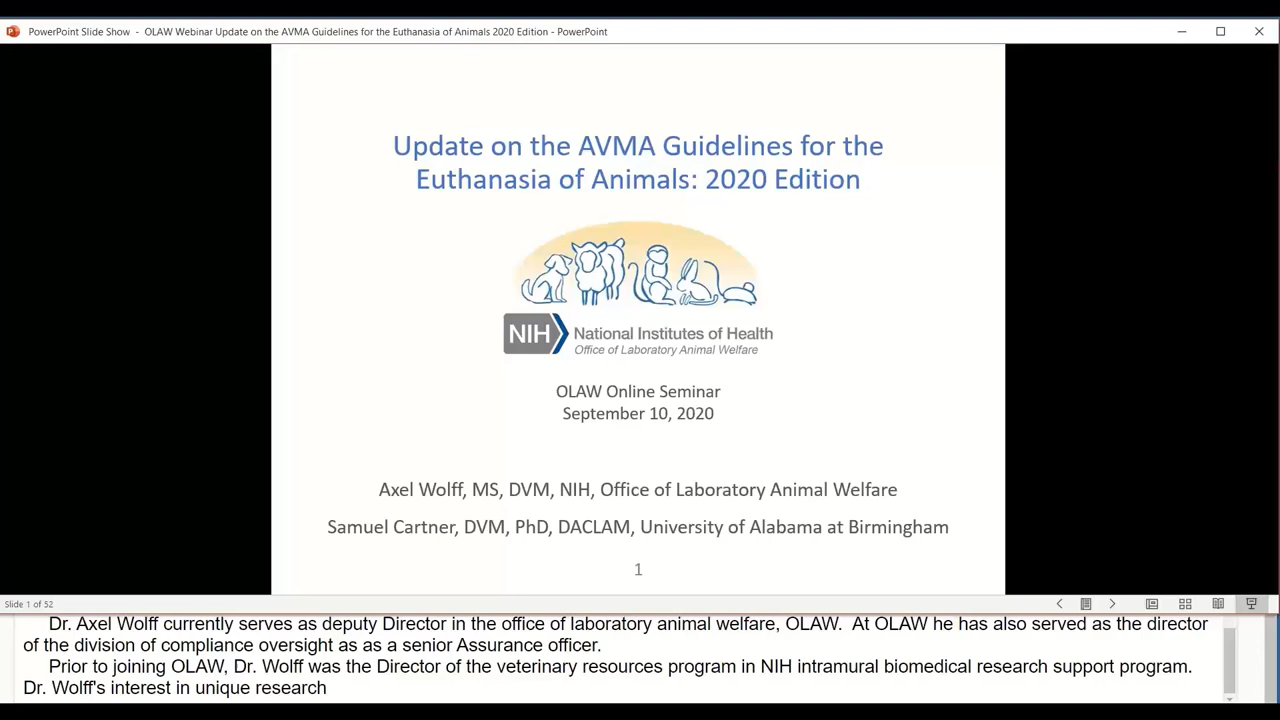 PowerPoint Slide Show - OLAW Webinar Update on the AVMA Guidelines for the Euthanasia of Animals 2020 Edition - PowerPoint
Update on the AVMA Guidelines for the
Euthanasia of Animals: 2020 Edition
NIH National Institutes of Health
Office of Laboratory Animal Welfare
OLAW Online Seminar
September 10, 2020
Axel Wolff, MS, DVM, NIH, Office of Laboratory Animal Welfare
Samuel Cartner, DVM, PhD, DACLAM, University of Alabama at Birmingham
1
Slide 1 of 52
Dr. Axel Wolff currently serves as deputy Director in the office of laboratory animal welfare, OLAW. At OLAW he has also served as the director
of the division of compliance oversight as as a senior Assurance officer.
Prior to joining OLAW, Dr. Wolff was the Director of the veterinary resources program in NIH intramural biomedical research support program.
Dr. Wolff's interest in unique research